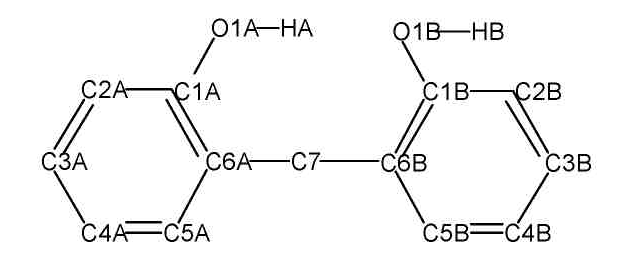 O1A HA O1B HB
C2A C1A C1B C2B
C3A C6A C7 C6B C3B
C4A C5A C5B C4B